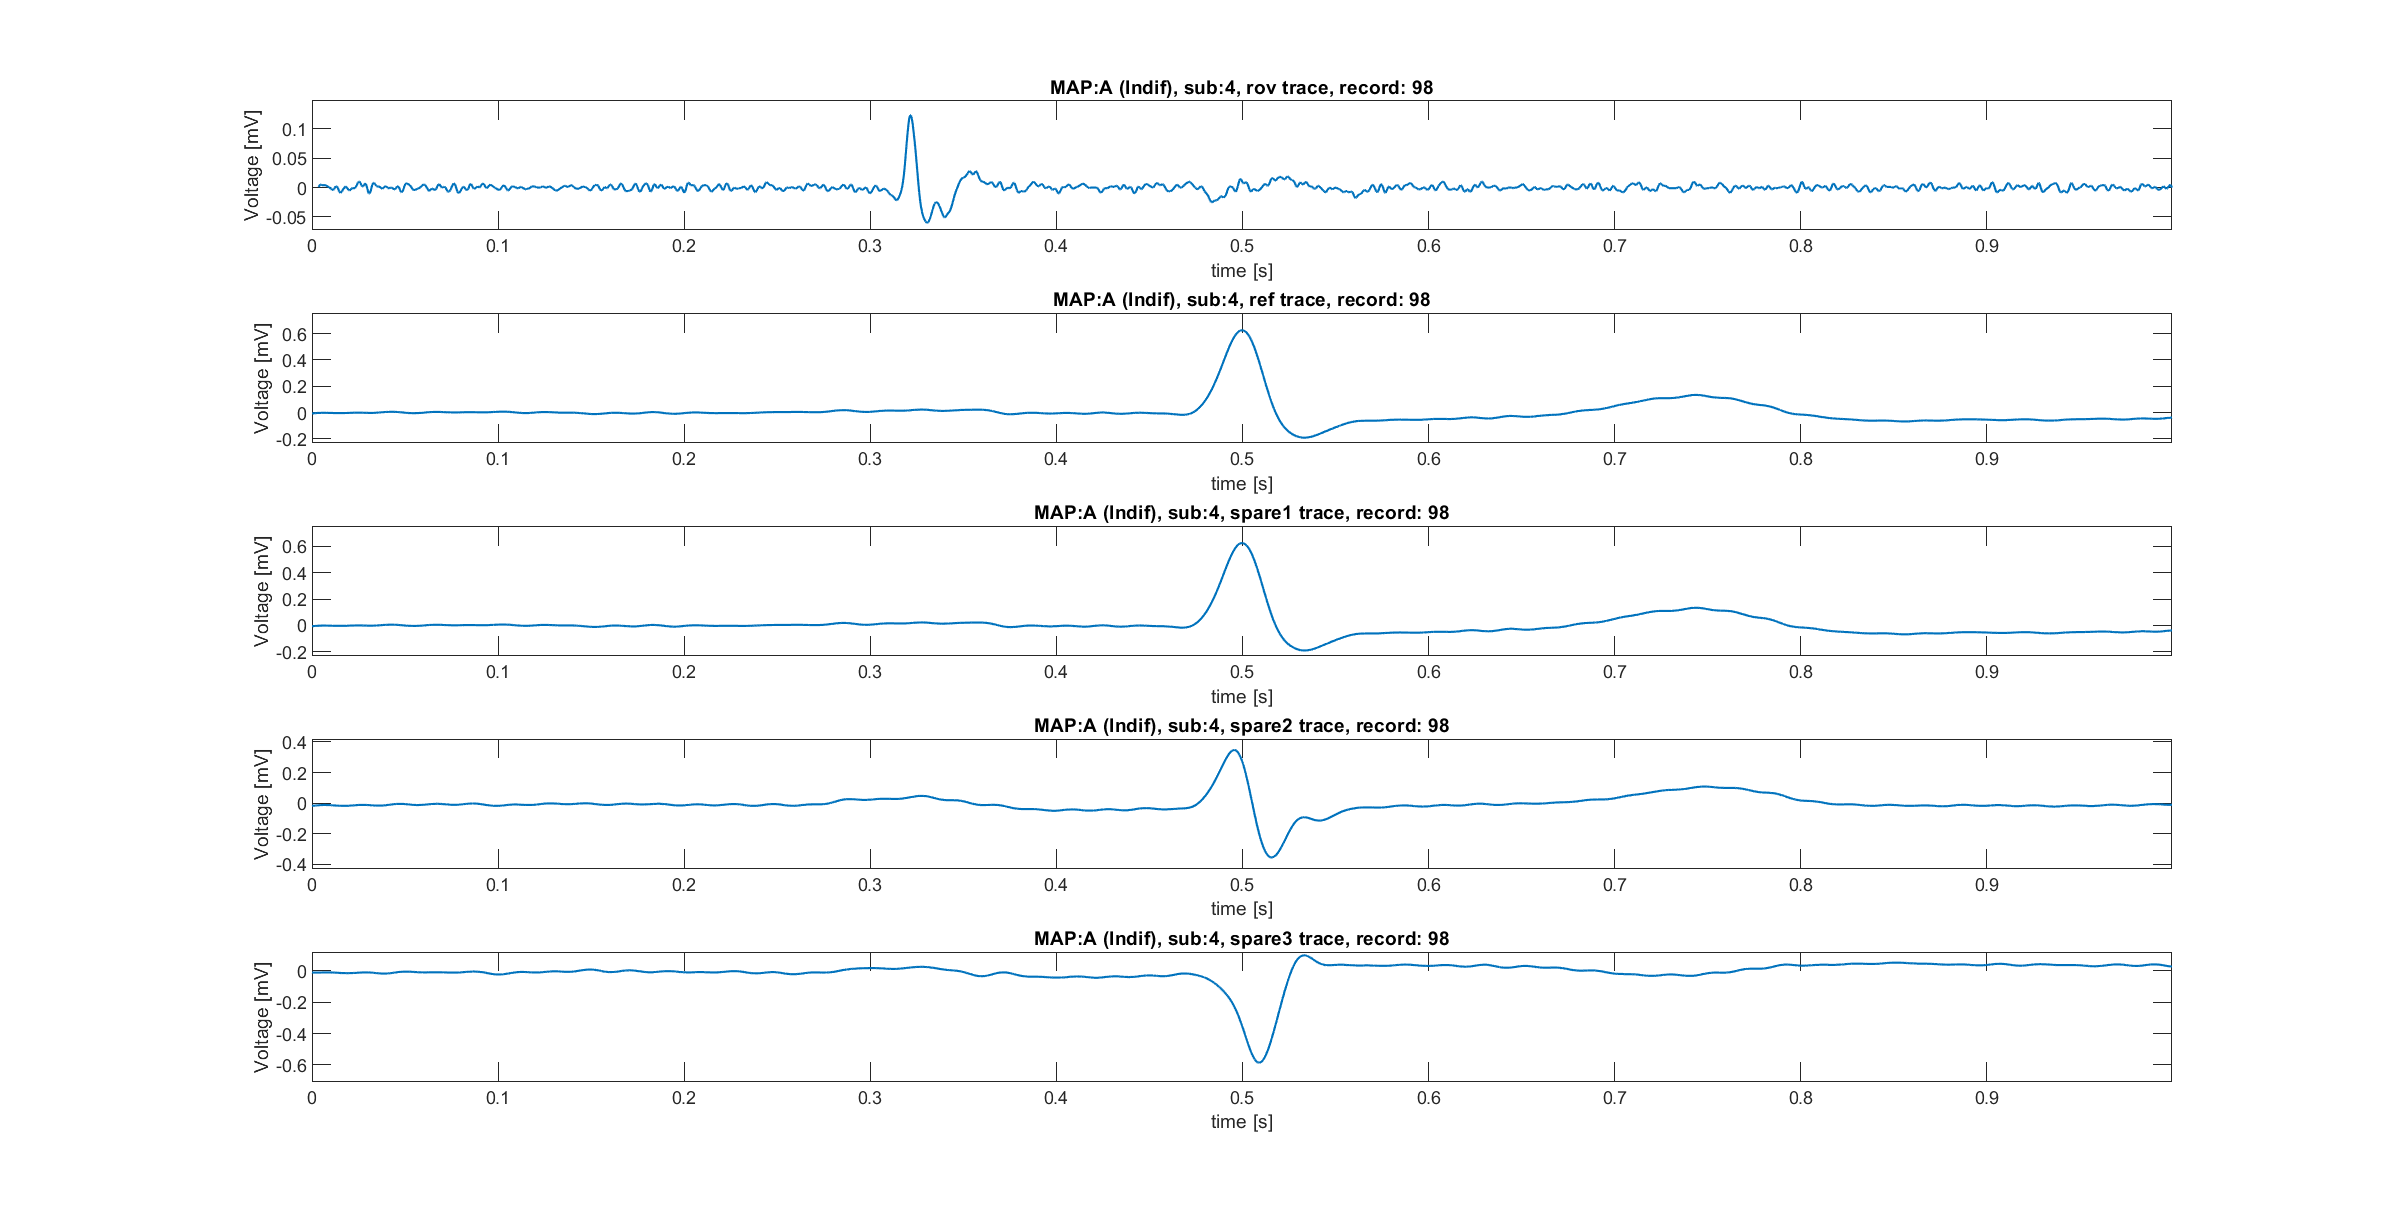 MAP:A (Indif), sub:4, rov trace, record: 98
Voltage [mV]
0.1
0.05
0
-0.05
0 0.1 0.2 0.3 0.4 0.5 0.6 0.7 0.8 0.9
time [s]
MAP:A (Indif), sub:4, ref trace, record: 98
Voltage [mV]
0.6
0.4
0.2
0
-0.2
0 0.1 0.2 0.3 0.4 0.5 0.6 0.7 0.8 0.9
time [s]
MAP:A (Indif), sub:4, spare1 trace, record: 98
Voltage [mV]
0.6
0.4
0.2
0
-0.2
0 0.1 0.2 0.3 0.4 0.5 0.6 0.7 0.8 0.9
time [s]
MAP:A (Indif), sub:4, spare2 trace, record: 98
Voltage [mV]
0.4
0.2
0
-0.2
-0.4
0 0.1 0.2 0.3 0.4 0.5 0.6 0.7 0.8 0.9
time [s]
MAP:A (Indif), sub:4, spare3 trace, record: 98
Voltage [mV]
0
-0.2
-0.4
-0.6
0 0.1 0.2 0.3 0.4 0.5 0.6 0.7 0.8 0.9
time [s]